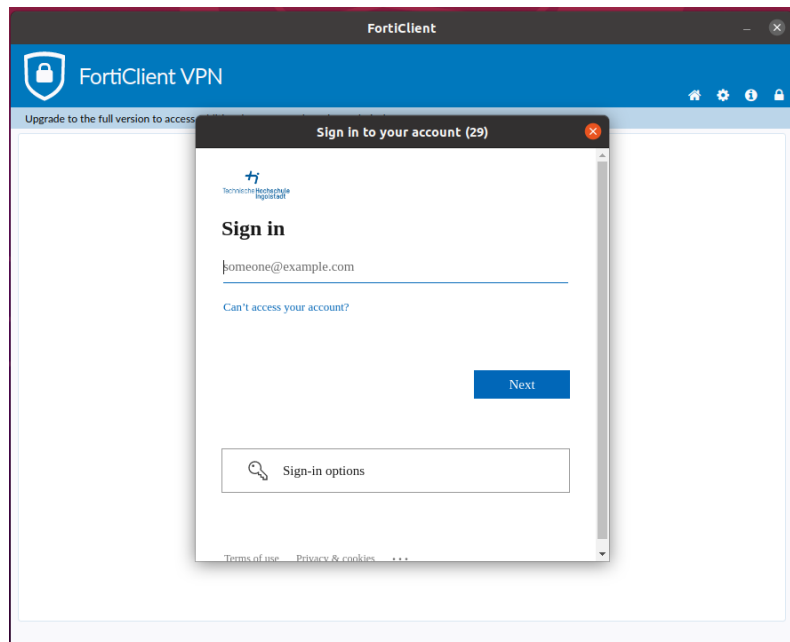 FortiClient
FortiClient VPN
Upgrade to the full version to access
Sign in to your account (29)
Technische Hochschule
Ingolstadt
Sign in
someone@example.com
Can't access your account?
Next
Sign-in options
Terms of use Privacy & cookies ...